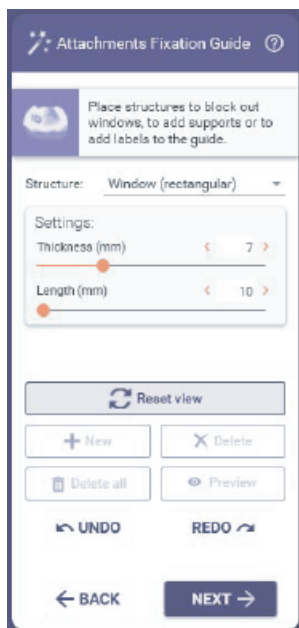 Attachments Fixation Guide
Place structures to block out
windows, to add supports or to
add labels to the guide.
Structure: Window (rectangular)
Settings:
Thickness (mm) < 7 >
Length (mm) < 10 >
Reset view
+ New × Delete
Delete all Preview
UNDO REDO
← BACK NEXT →